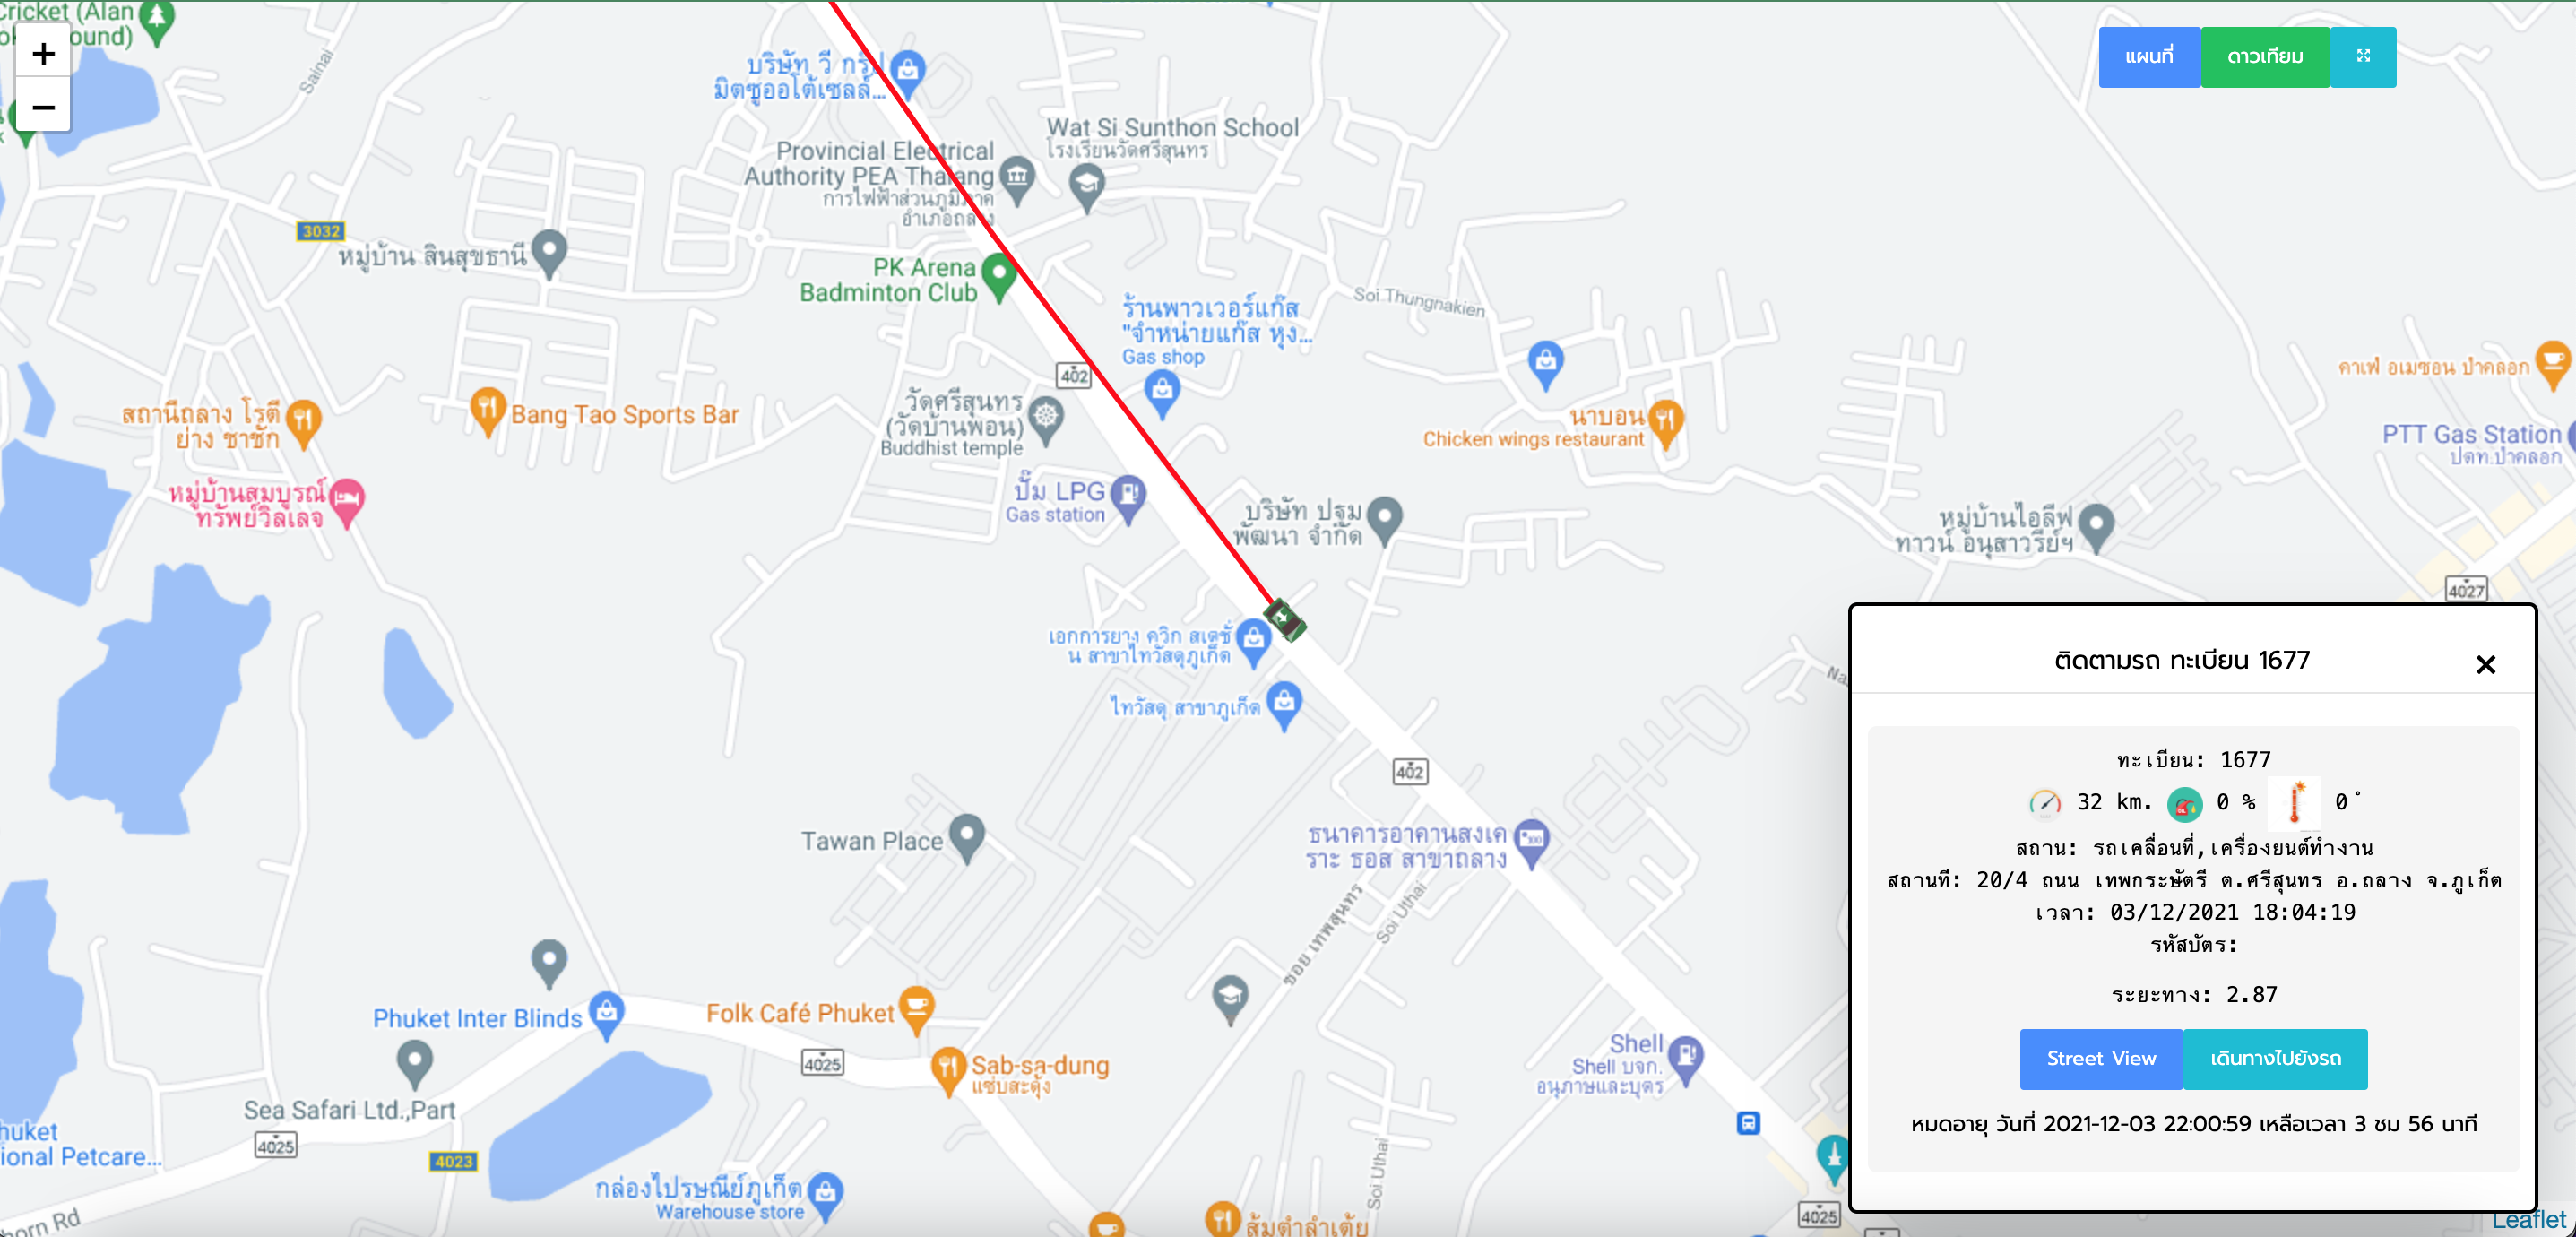 Cricket (Alan
ound)
+
−
Sainai
บริษัท วี กรุ๊ป
มิตซูออโต้เซลล์...
แผนที่
ดาวเทียม
Wat Si Sunthon School
โรงเรียนวัดศรีสุนทร
Provincial Electrical
Authority PEA Thalang
การไฟฟ้าส่วนภูมิภาค
อำเภอถลาง
3032
หมู่บ้าน สินสุขธานี
PK Arena
Badminton Club
ร้านพาวเวอร์แก๊ส
"จำหน่ายแก๊ส หุง...
Gas shop
Soi Thungnakien
402
คาเฟ่ อเมซอน ป่าคลอก
สถานีถลาง โรตี
ย่าง ชาชัก
Bang Tao Sports Bar
วัดศรีสุนทร
(วัดบ้านพอน)
Buddhist temple
นาบอน
Chicken wings restaurant
PTT Gas Station
ปตท.ป่าคลอก
หมู่บ้านสมบูรณ์
ทรัพย์วิลเลจ
ปั๊ม LPG
Gas station
บริษัท ปฐม
พัฒนา จำกัด
หมู่บ้านไอลีฟ
ทาวน์ อนุสาวรีย์ฯ
4027
เอกการยาง ควิก สเตชั่
น สาขาไทวัสดุภูเก็ต
ไทวัสดุ สาขาภูเก็ต
402
Tawan Place
ธนาคารอาคานสงเค
ราะ ธอส สาขาถลาง
ซอย เทพสุนทร
Soi Uthai
Phuket Inter Blinds
Folk Café Phuket
4025
Sab-sa-dung
แซ่บสะดุ้ง
Shell
Shell บจก.
อนุภาษและบุตร
Sea Safari Ltd.,Part
4025
4023
huket
ional Petcare...
กล่องไปรษณีย์ภูเก็ต
Warehouse store
Soi Uthai
ส้มตำลำเต้ย
4025
horn Rd
Na
ติดตามรถ ทะเบียน 1677
×
ทะเบียน: 1677
32 km. 0 % 0°
สถาน: รถเคลื่อนที่,เครื่องยนต์ทำงาน
สถานที่: 20/4 ถนน เทพกระษัตรี ต.ศรีสุนทร อ.ถลาง จ.ภูเก็ต
เวลา: 03/12/2021 18:04:19
รหัสบัตร:
ระยะทาง: 2.87
Street View
เดินทางไปยังรถ
หมดอายุ วันที่ 2021-12-03 22:00:59 เหลือเวลา 3 ชม 56 นาที
Leaflet